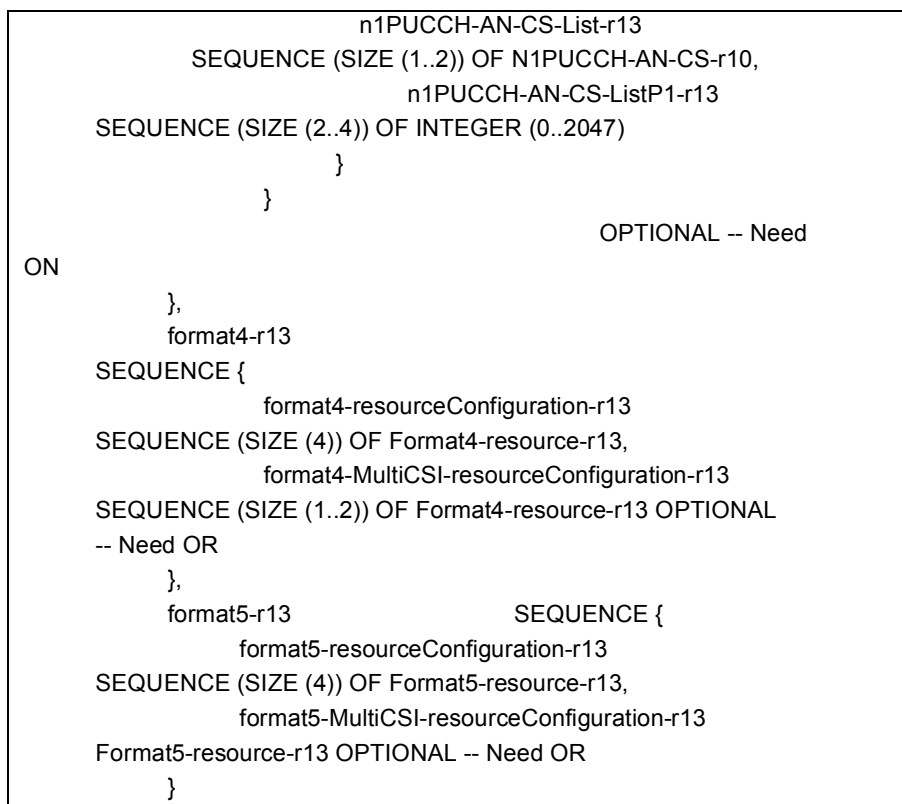 n1PUCCH-AN-CS-List-r13
SEQUENCE (SIZE (1..2)) OF N1PUCCH-AN-CS-r10,
n1PUCCH-AN-CS-ListP1-r13
SEQUENCE (SIZE (2..4)) OF INTEGER (0..2047)
}
}
OPTIONAL -- Need
ON
},
format4-r13
SEQUENCE {
format4-resourceConfiguration-r13
SEQUENCE (SIZE (4)) OF Format4-resource-r13,
format4-MultiCSI-resourceConfiguration-r13
SEQUENCE (SIZE (1..2)) OF Format4-resource-r13 OPTIONAL
-- Need OR
},
format5-r13 SEQUENCE {
format5-resourceConfiguration-r13
SEQUENCE (SIZE (4)) OF Format5-resource-r13,
format5-MultiCSI-resourceConfiguration-r13
Format5-resource-r13 OPTIONAL -- Need OR
}